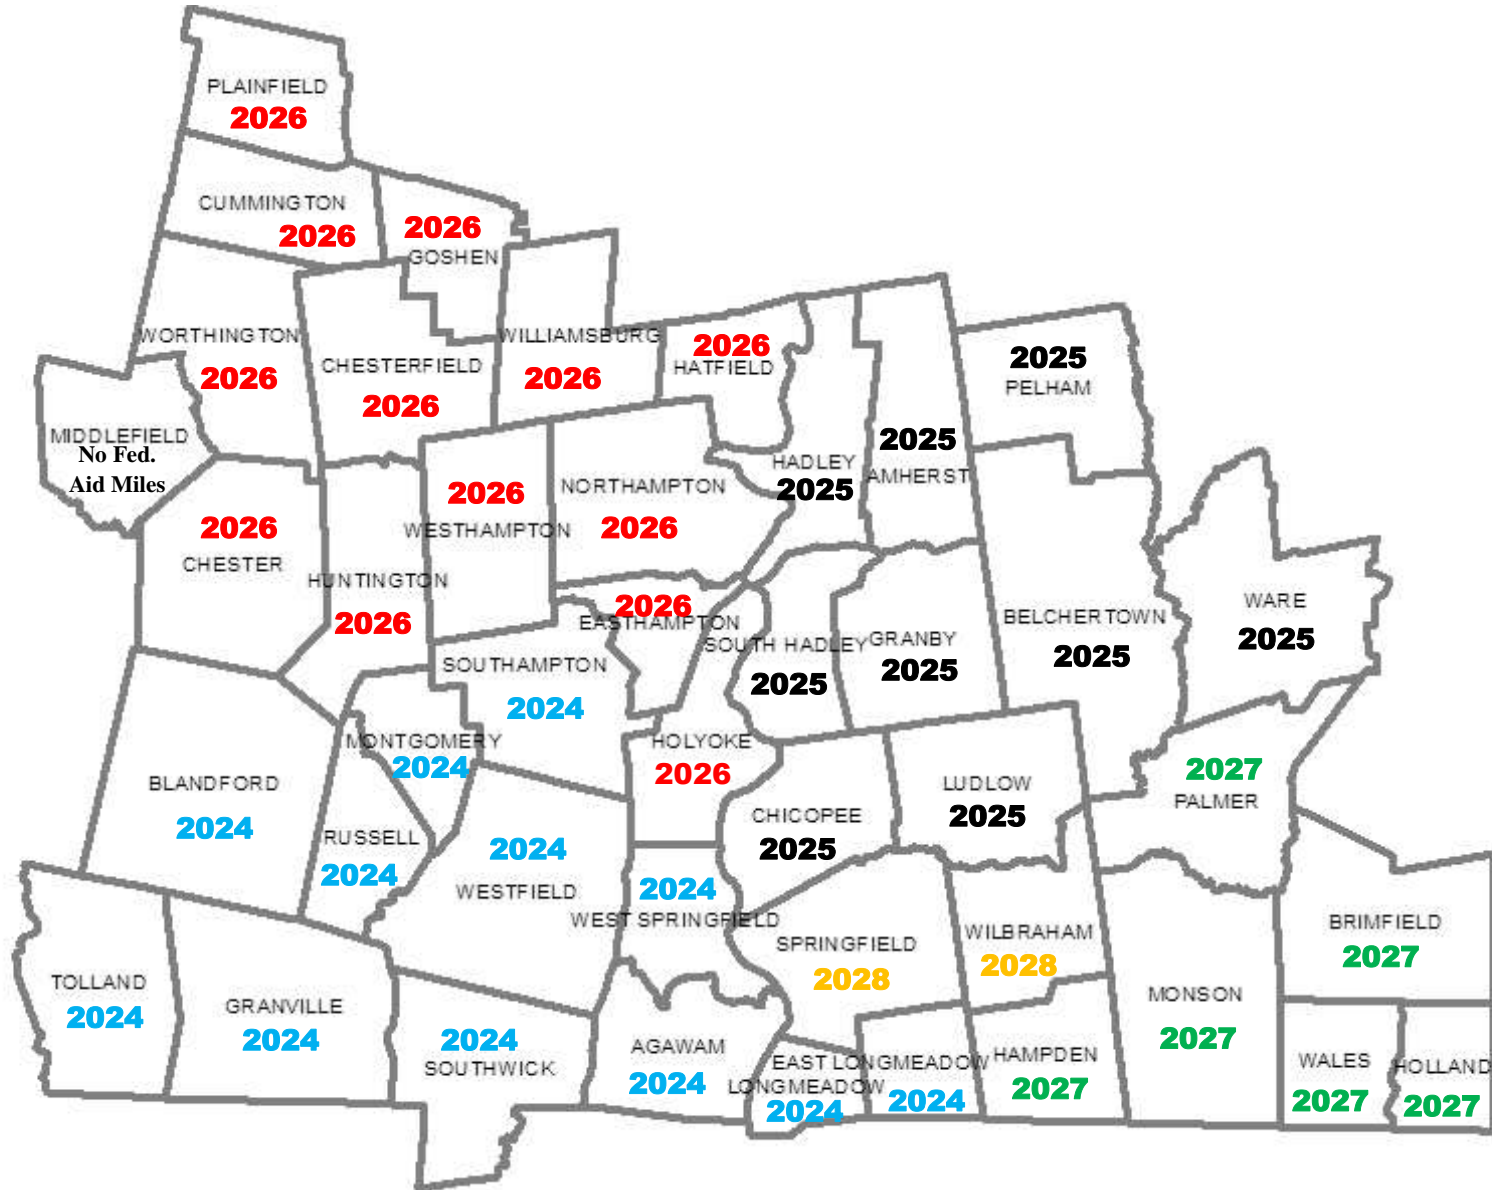 PLAINFIELD
2026
CUMMINGTON
2026
2026
GOSHEN
WORTHINGTON
2026
CHESTERFIELD
2026
WILLIAMSBURG
2026
2026
HATFIELD
2025
PELHAM
MIDDLEFIELD
No Fed.
Aid Miles
2026
CHESTER
HUNTINGTON
2026
2026
WESTHAMPTON
NORTHAMPTON
2026
HADLEY
2025
2025
AMHERST
2026
EASTHAMPTON
SOUTH HADLEY
2025
GRANBY
2025
BELCHERTOWN
2025
WARE
2025
SOUTHAMPTON
2024
MONTGOMERY
2024
HOLYOKE
2026
BLANDFORD
2024
RUSSELL
2024
2024
WESTFIELD
CHICOPEE
2025
LUDLOW
2025
2027
PALMER
2024
WEST SPRINGFIELD
SPRINGFIELD
2028
WILBRAHAM
2028
BRIMFIELD
2027
TOLLAND
2024
GRANVILLE
2024
2024
SOUTHWICK
AGAWAM
2024
LONGMEADOW
2024
EAST LONGMEADOW
2024
HAMPDEN
2027
MONSON
2027
WALES
2027
HOLLAND
2027